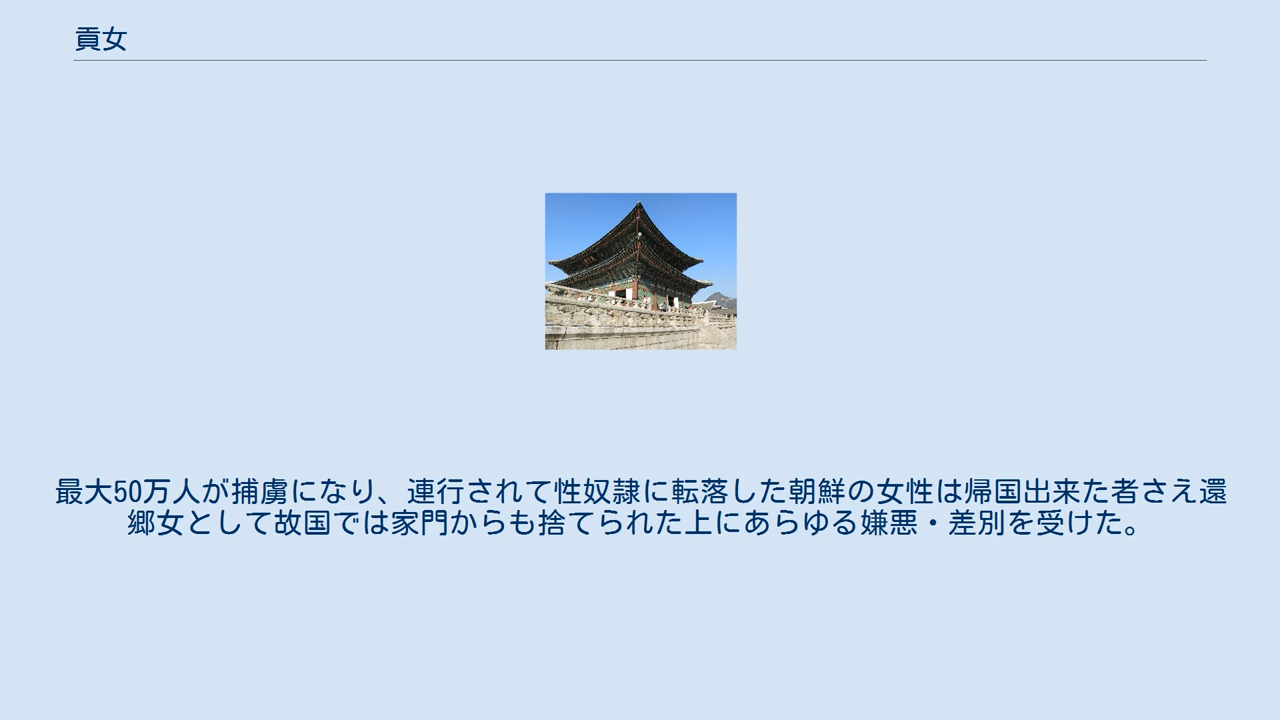 貢女
最大50万人が捕虜になり、連行されて性奴隷に転落した朝鮮の女性は帰国出来た者さえ還
郷女として故国では家門からも捨てられた上にあらゆる嫌悪・差別を受けた。